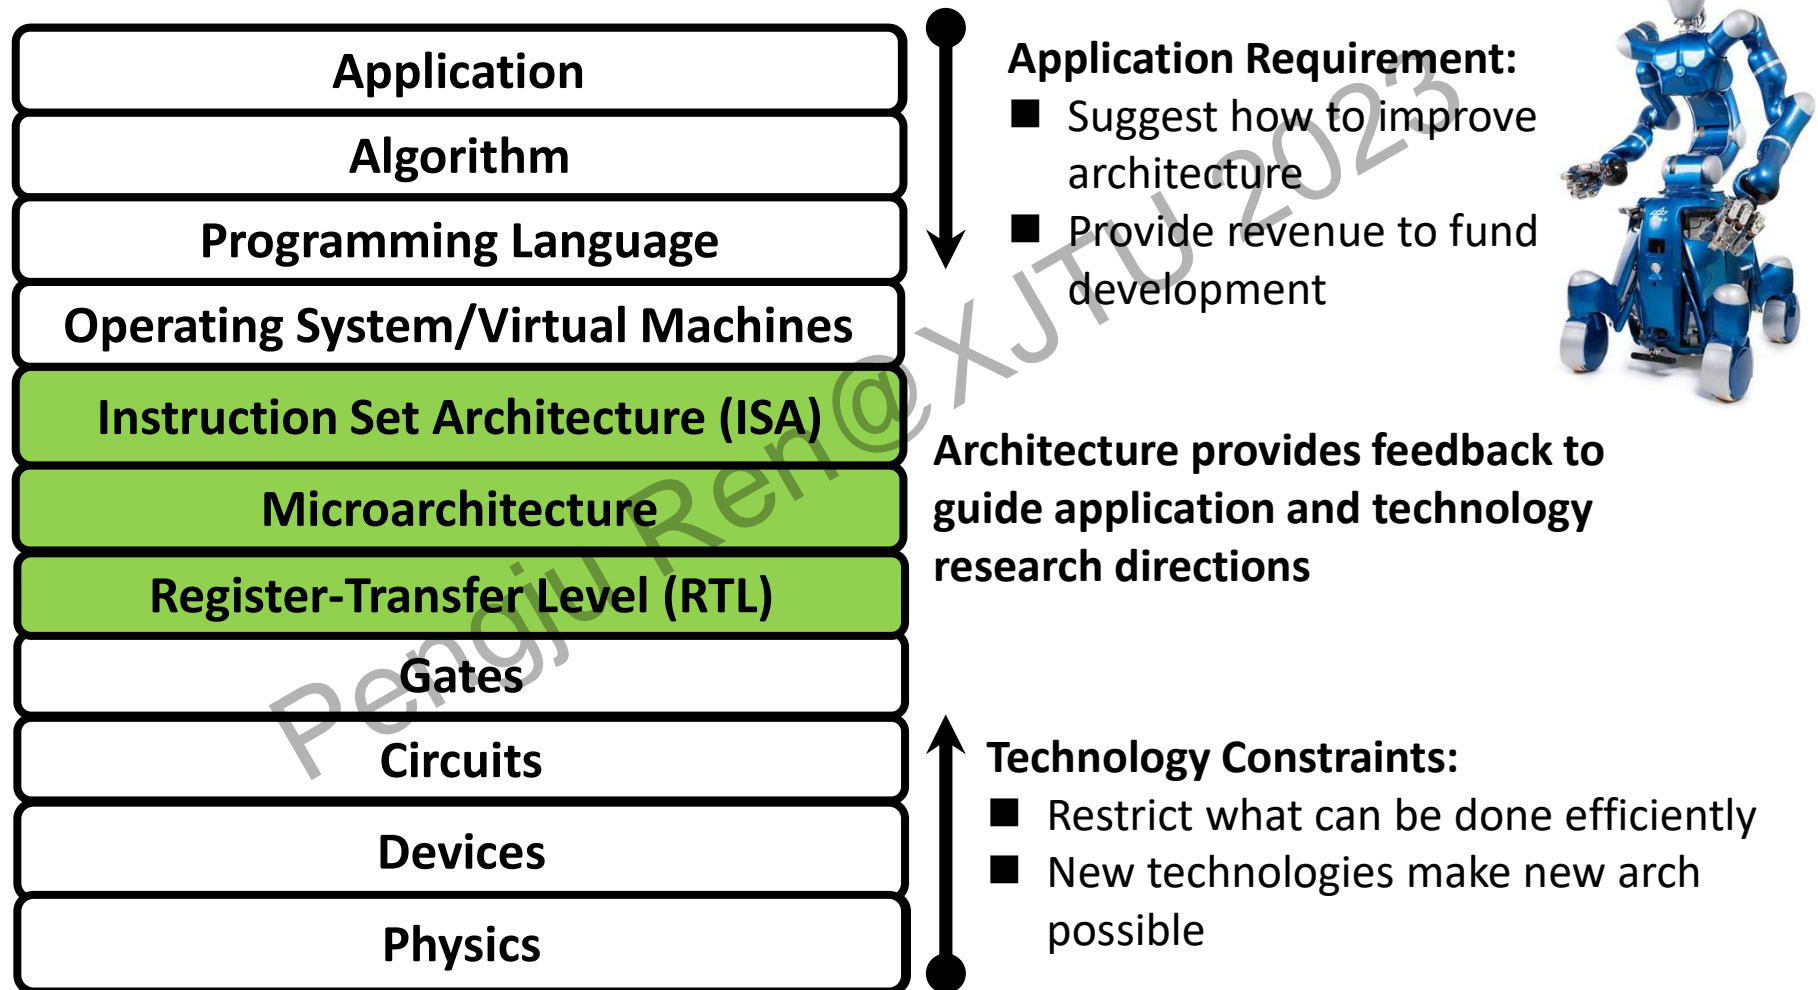 Application
Algorithm
Programming Language
Operating System/Virtual Machines
Instruction Set Architecture (ISA)
Microarchitecture
Register-Transfer Level (RTL)
Gates
Circuits
Devices
Physics
Application Requirement:
Suggest how to improve
architecture
Provide revenue to fund
development
Architecture provides feedback to
guide application and technology
research directions
Technology Constraints:
Restrict what can be done efficiently
New technologies make new arch
possible
Pengju Ren@XJTU 2023